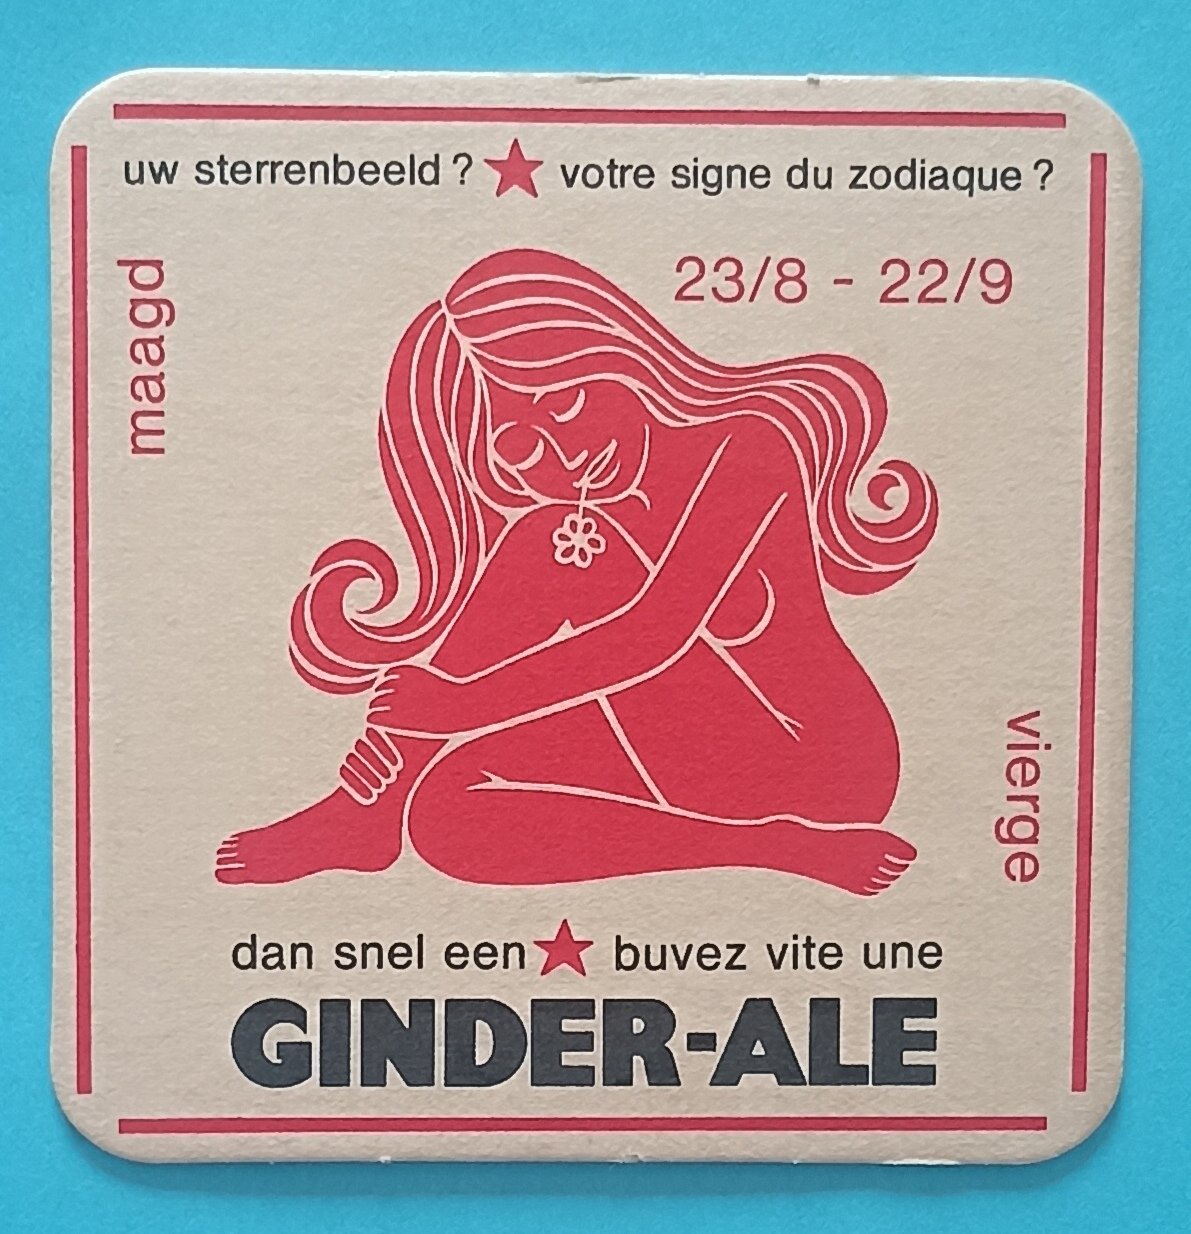 uw sterrenbeeld ? ★ votre signe du zodiaque ?
23/8 - 22/9
maagd
vierge
dan snel een ★ buvez vite une
GINDER-ALE